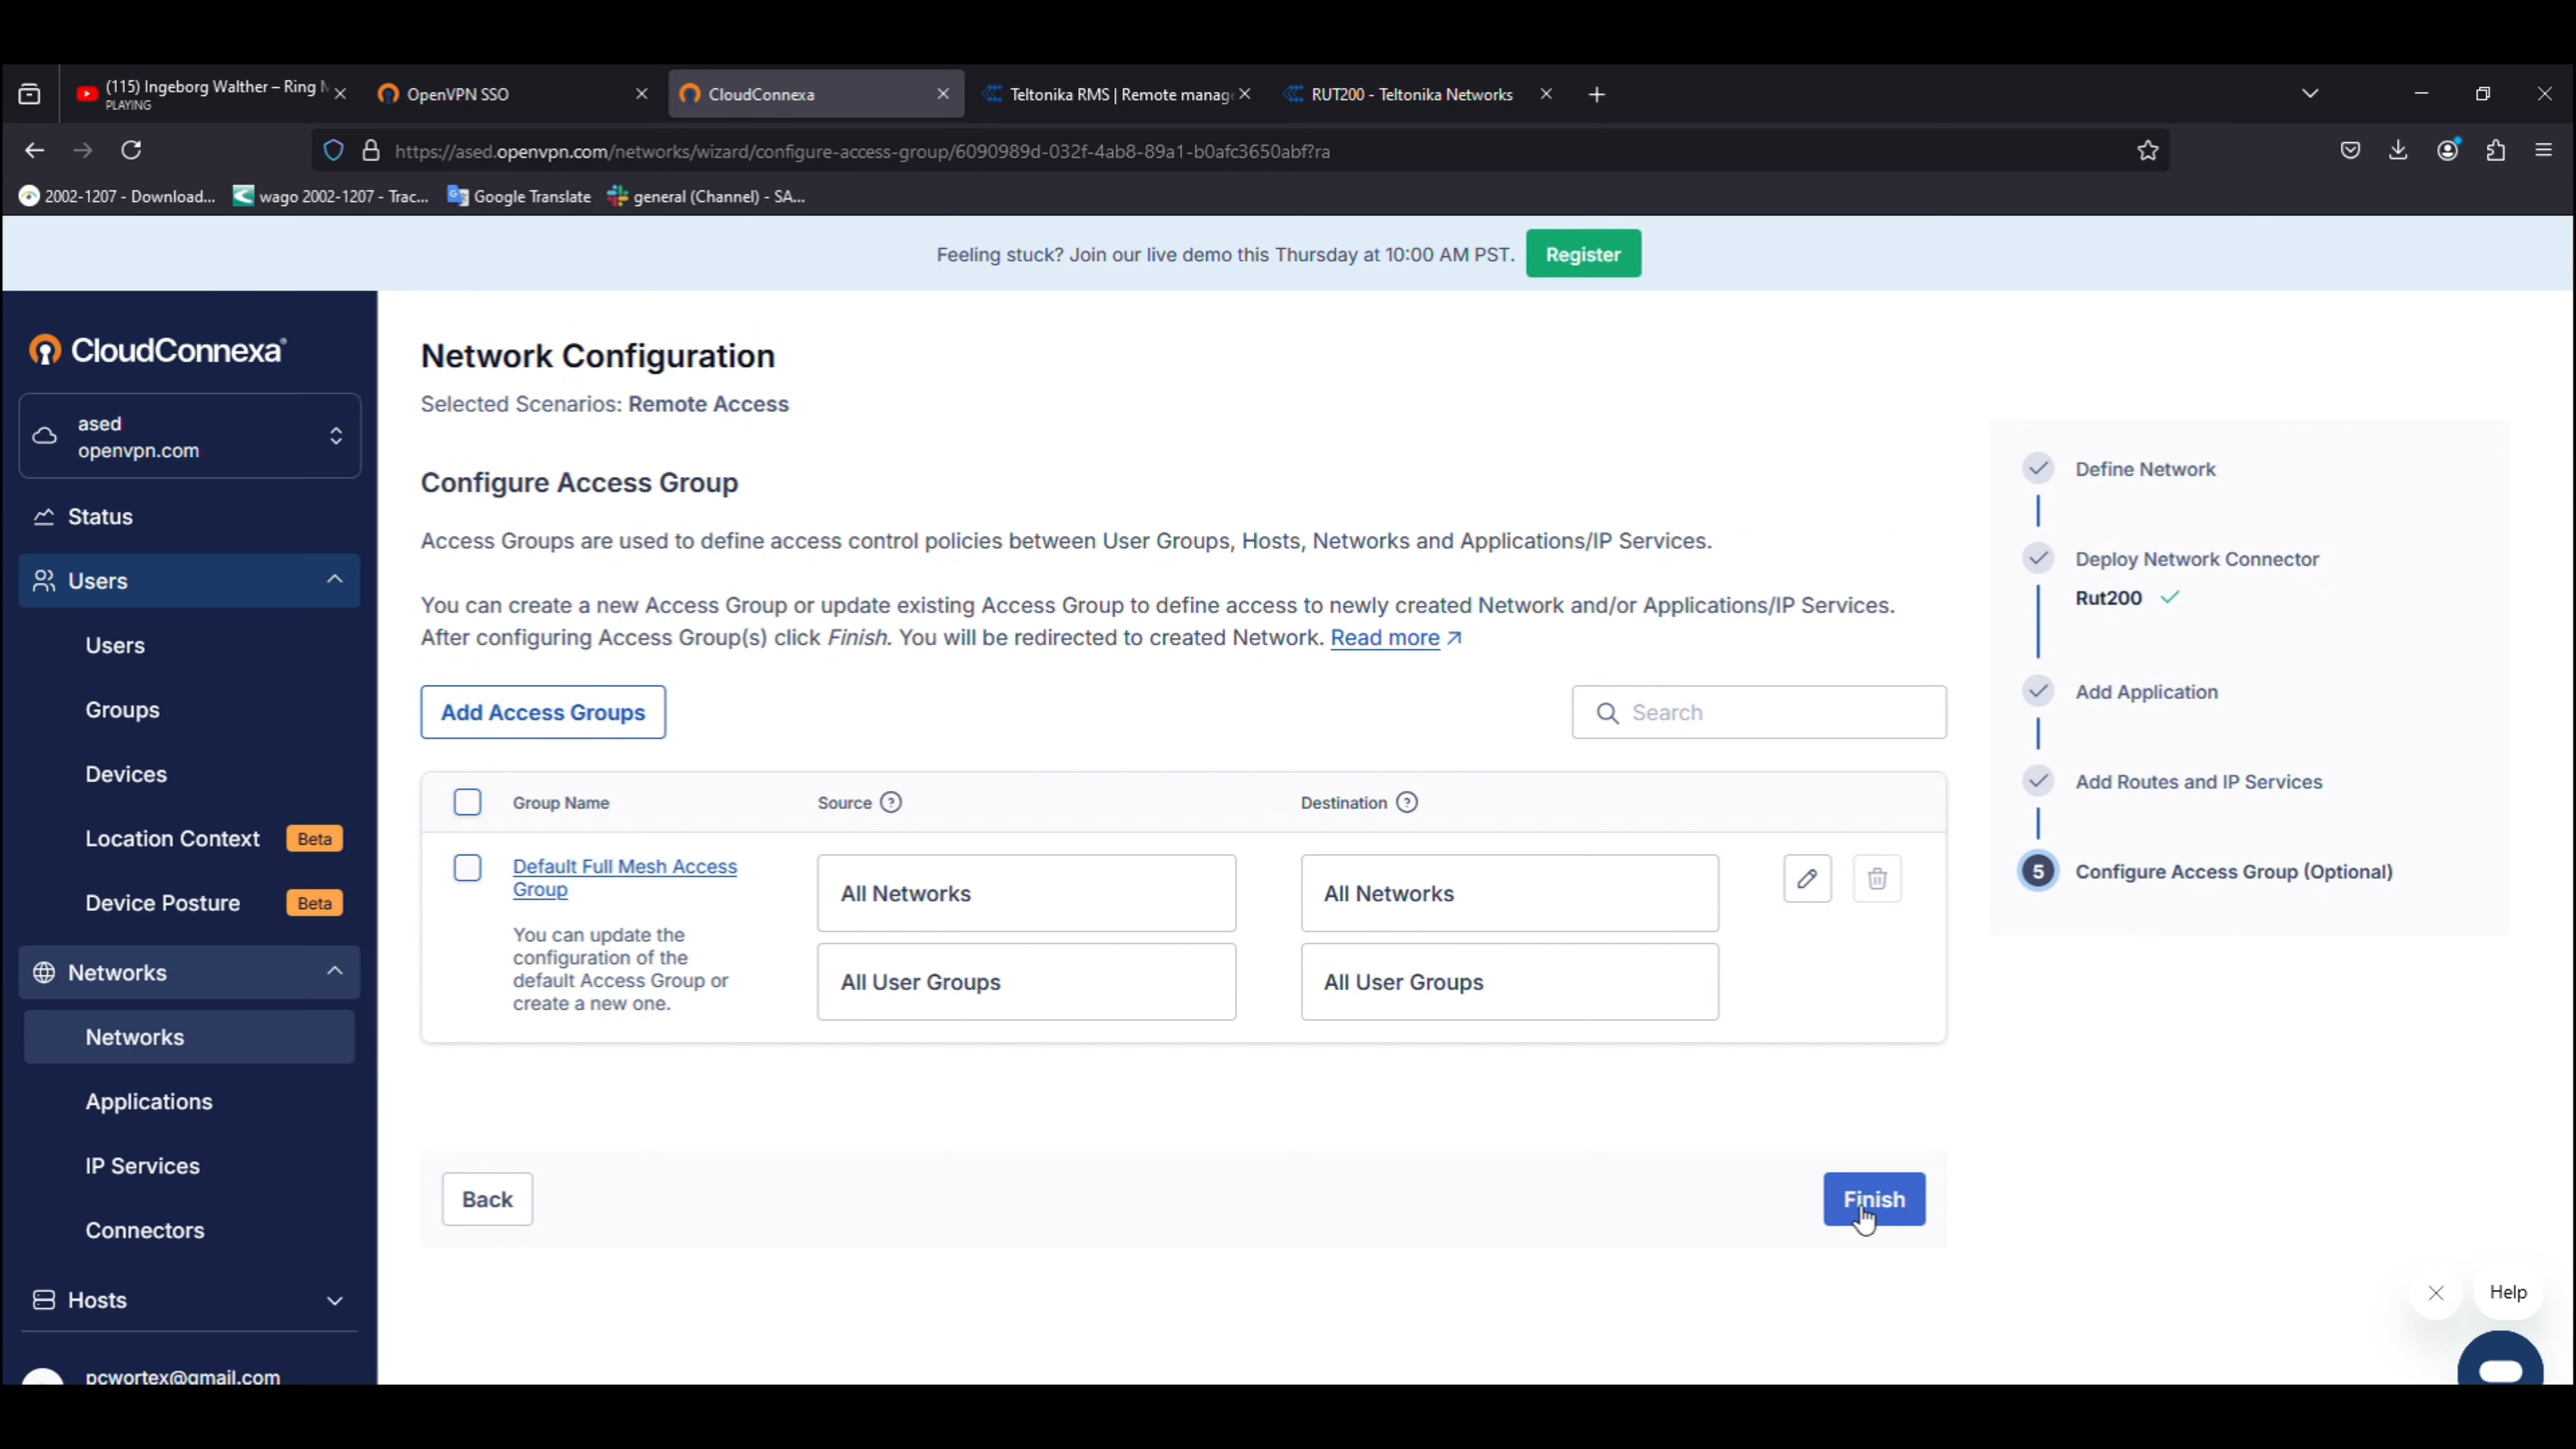 (115) Ingeborg Walther – Ring
PLAYING
OpenVPN SSO
CloudConnexa
Teltonika RMS | Remote manag
RUT200 - Teltonika Networks
https://ased.openvpn.com/networks/wizard/configure-access-group/6090989d-032f-4ab8-89a1-b0afc3650abf?ra
2002-1207 - Download...
wago 2002-1207 - Trac...
Google Translate
general (Channel) - SA...
Feeling stuck? Join our live demo this Thursday at 10:00 AM PST.
Register
CloudConnexa®
ased
openvpn.com
Status
Users
Users
Groups
Devices
Location Context Beta
Device Posture Beta
Networks
Networks
Applications
IP Services
Connectors
Hosts
pcwortex@gmail.com
Network Configuration
Selected Scenarios: Remote Access
Configure Access Group
Access Groups are used to define access control policies between User Groups, Hosts, Networks and Applications/IP Services.
You can create a new Access Group or update existing Access Group to define access to newly created Network and/or Applications/IP Services.
After configuring Access Group(s) click Finish. You will be redirected to created Network. Read more
Add Access Groups
Search
Group Name Source ? Destination ?
Default Full Mesh Access
Group
You can update the
configuration of the
default Access Group or
create a new one.
All Networks
All User Groups
All Networks
All User Groups
Back
Finish
Define Network
Deploy Network Connector
Rut200
Add Application
Add Routes and IP Services
5 Configure Access Group (Optional)
Help